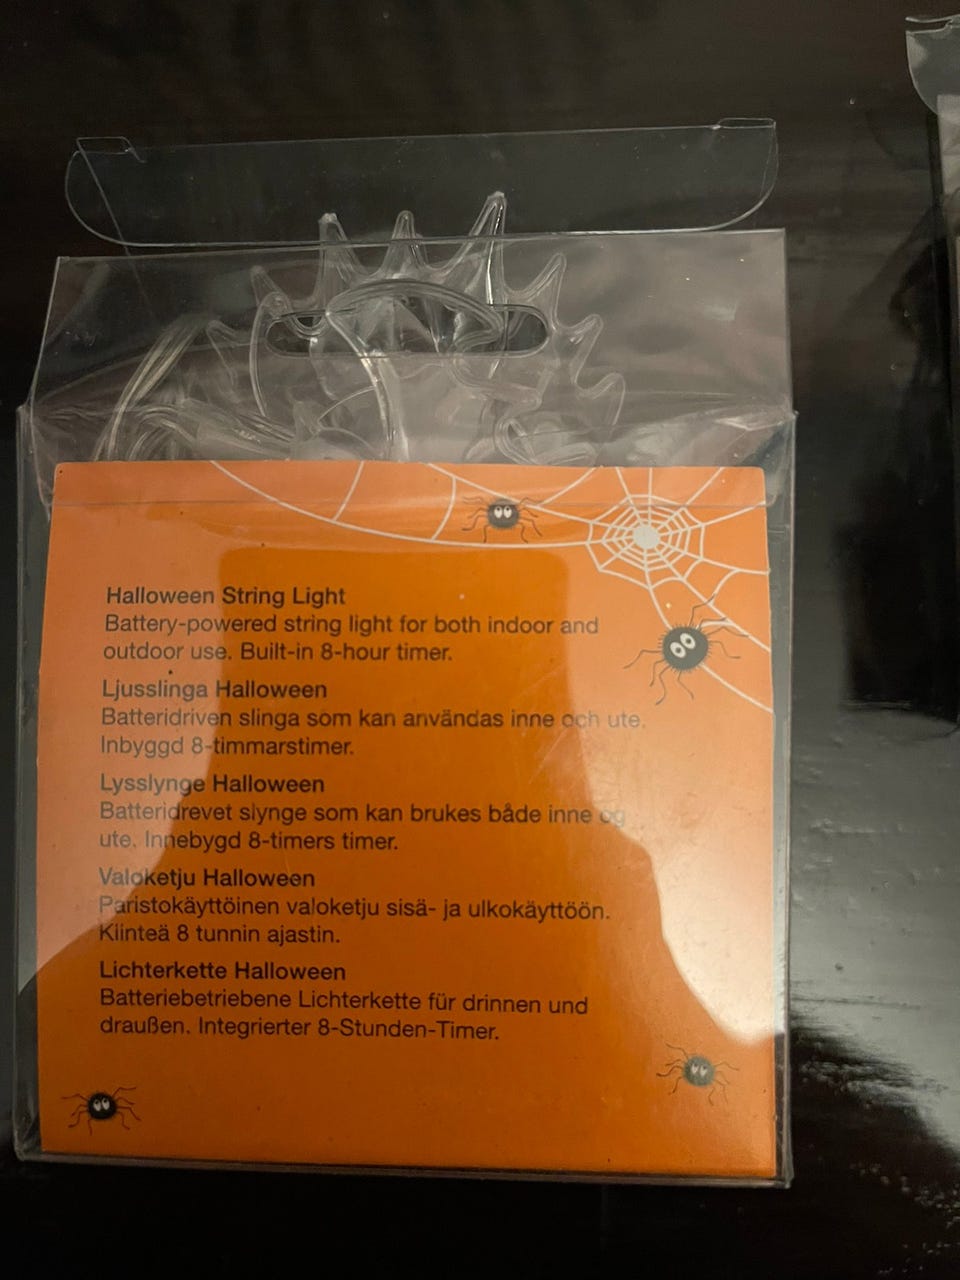 Halloween String Light
Battery-powered string light for both indoor and
outdoor use. Built-in 8-hour timer.
Ljusslinga Halloween
Batteridriven slinga som kan användas inne och ute.
Inbyggd 8-timmarstimer.
Lysslynge Halloween
Batteridrevet slynge som kan brukes både inne og
ute. Innebygd 8-timers timer.
Valoketju Halloween
Paristokäyttöinen valoketju sisä- ja ulkokäyttöön.
Kiinteä 8 tunnin ajastin.
Lichterkette Halloween
Batteriebetriebene Lichterkette für drinnen und
draußen. Integrierter 8-Stunden-Timer.